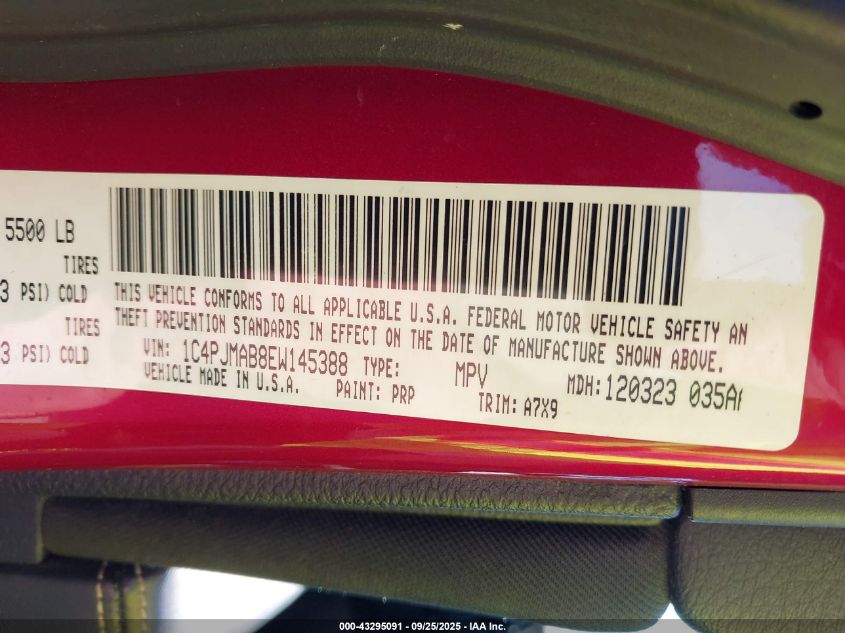 5500 LB
TIRES
3 PSI) COLD
TIRES
3 PSI) COLD
THIS VEHICLE CONFORMS TO ALL APPLICABLE U.S.A. FEDERAL MOTOR VEHICLE SAFETY AN
THEFT PREVENTION STANDARDS IN EFFECT ON THE DATE OF MANUFACTURE SHOWN ABOVE.
VIN: 1C4PJMAB8EW145388 TYPE: MPV MDH: 120323 035A
VEHICLE MADE IN U.S.A. PAINT: PRP TRIM: A7X9
000-43295091 - 09/25/2025 - IAA Inc.